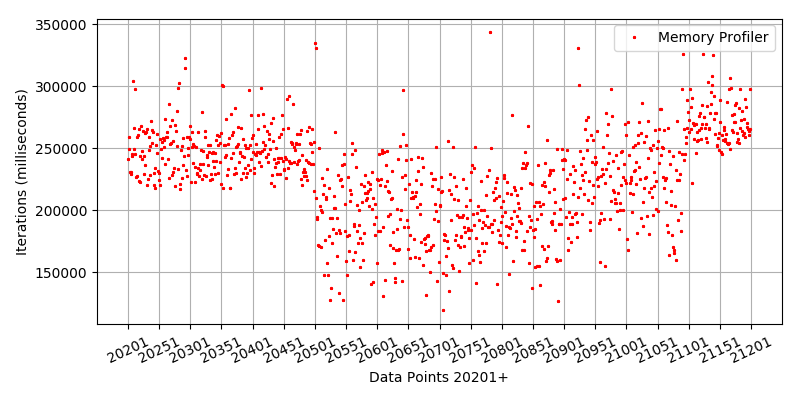 350000
Memory Profiler
300000
250000
200000
150000
Iterations (milliseconds)
20201 20251 20301 20351 20401 20451 20501 20551 20601 20651 20701 20751 20801 20851 20901 20951 21001 21051 21101 21151 21201
Data Points 20201+